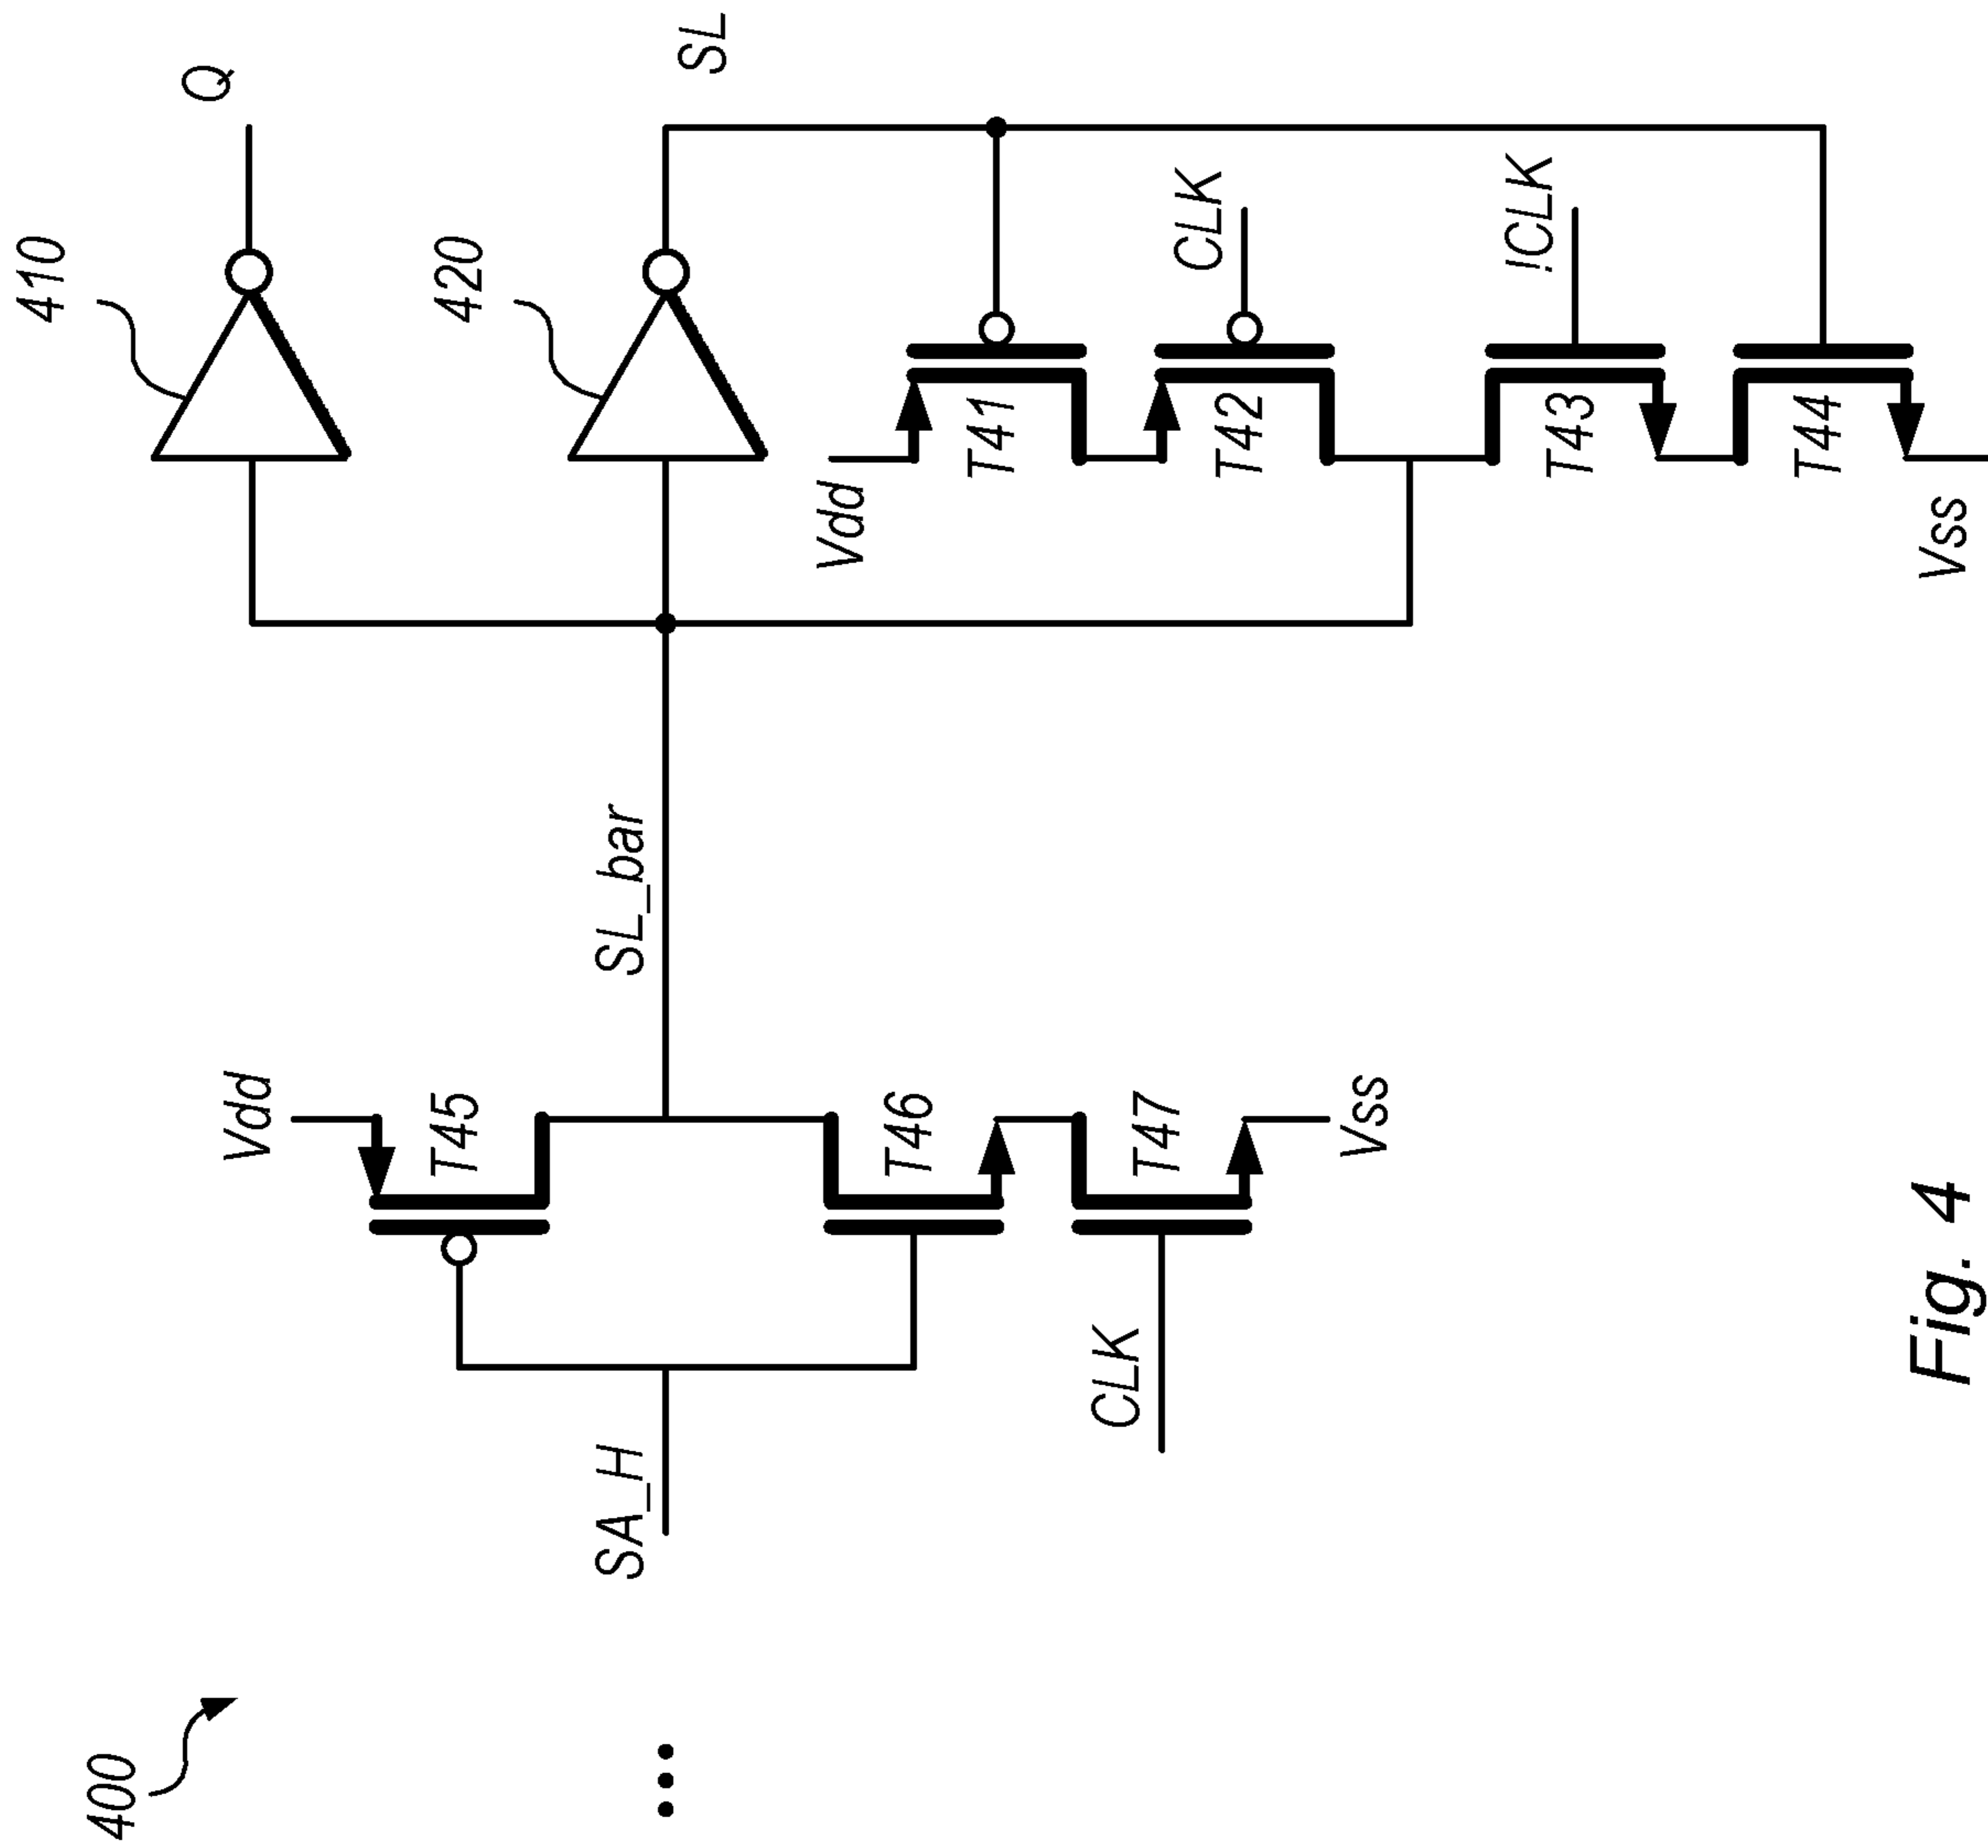 400
410
Q
Vdd
T45
420
SL
SA_H
SL_bar
Vdd
T46
T41
CLK
T47
T42
CLK
Vss
T43
!CLK
T44
Vss
Fig. 4